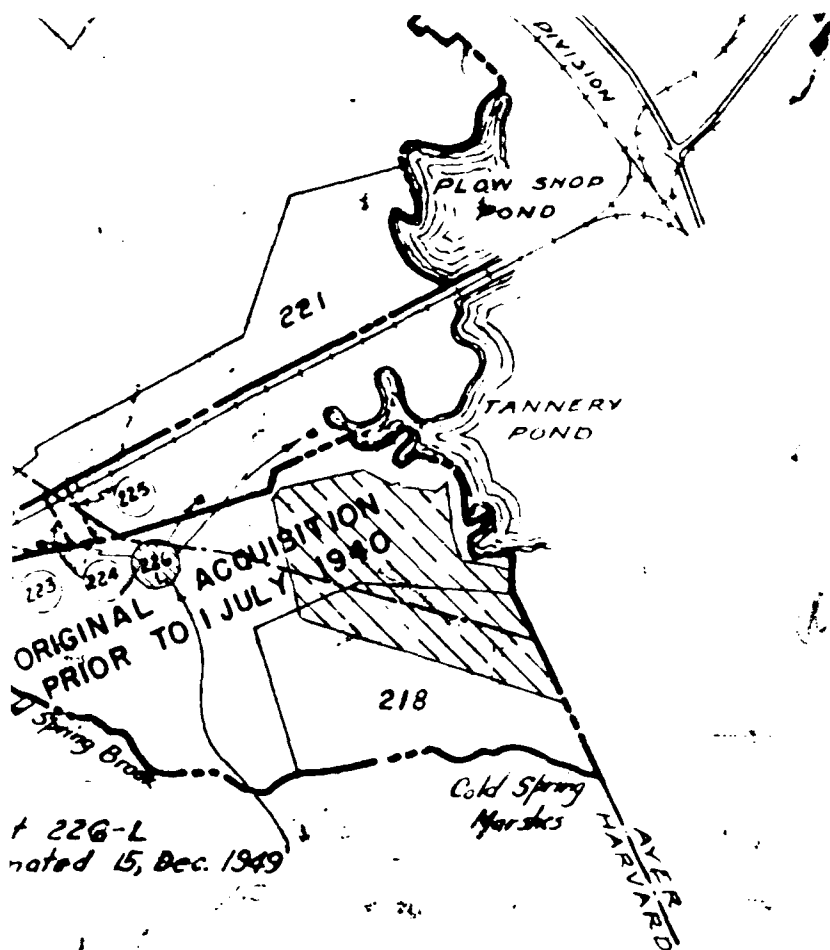 DIVISION
PLOW SHOP
POND
221
TANNERY
POND
225
226
L
223
224
ORIGINAL ACQUISITION
PRIOR TO 1 JULY 1940
218
Spring Brook
Cold Spring
Marshes
226-L
nated 15, Dec. 1949
AYER
HARVARD